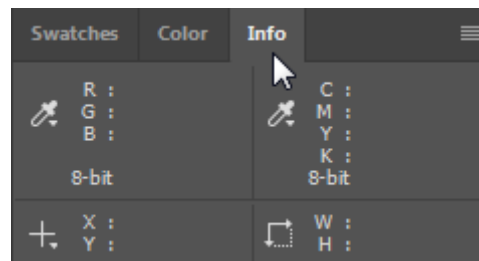 Swatches Color Info
R :
G :
B :
8-bit
C :
M :
Y :
K :
8-bit
X :
Y :
W :
H :